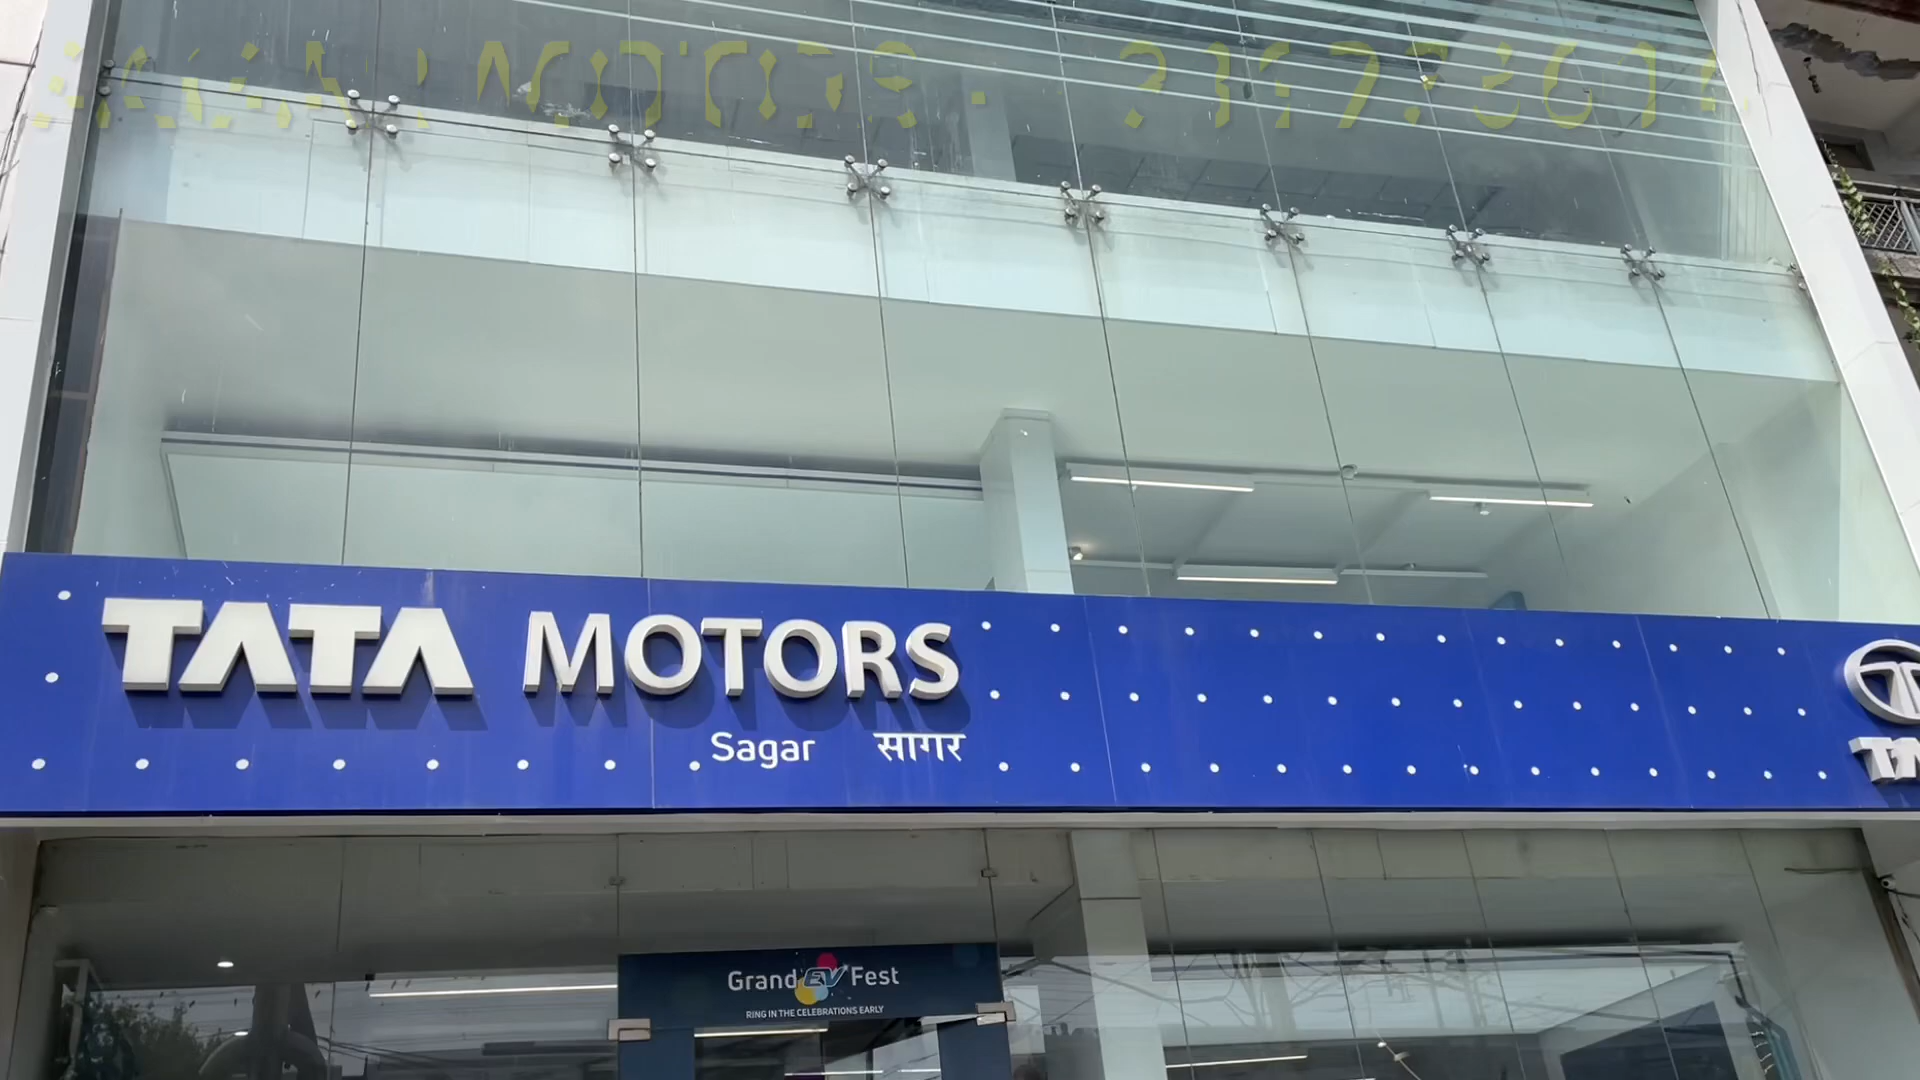 TATA MOTORS
Sagar सागर
Grand EV Fest
RING IN THE CELEBRATIONS EARLY